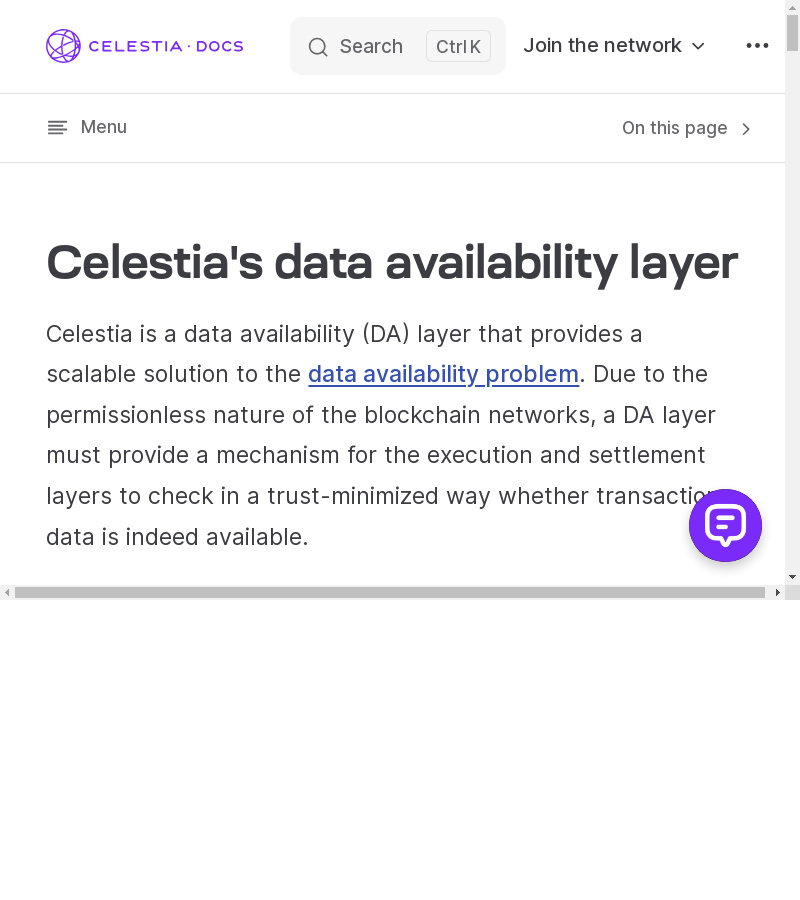 CELESTIA · DOCS
Search
Ctrl K
Join the network
Menu
On this page
Celestia's data availability layer
Celestia is a data availability (DA) layer that provides a
scalable solution to the data availability problem. Due to the
permissionless nature of the blockchain networks, a DA layer
must provide a mechanism for the execution and settlement
layers to check in a trust-minimized way whether transaction
data is indeed available.